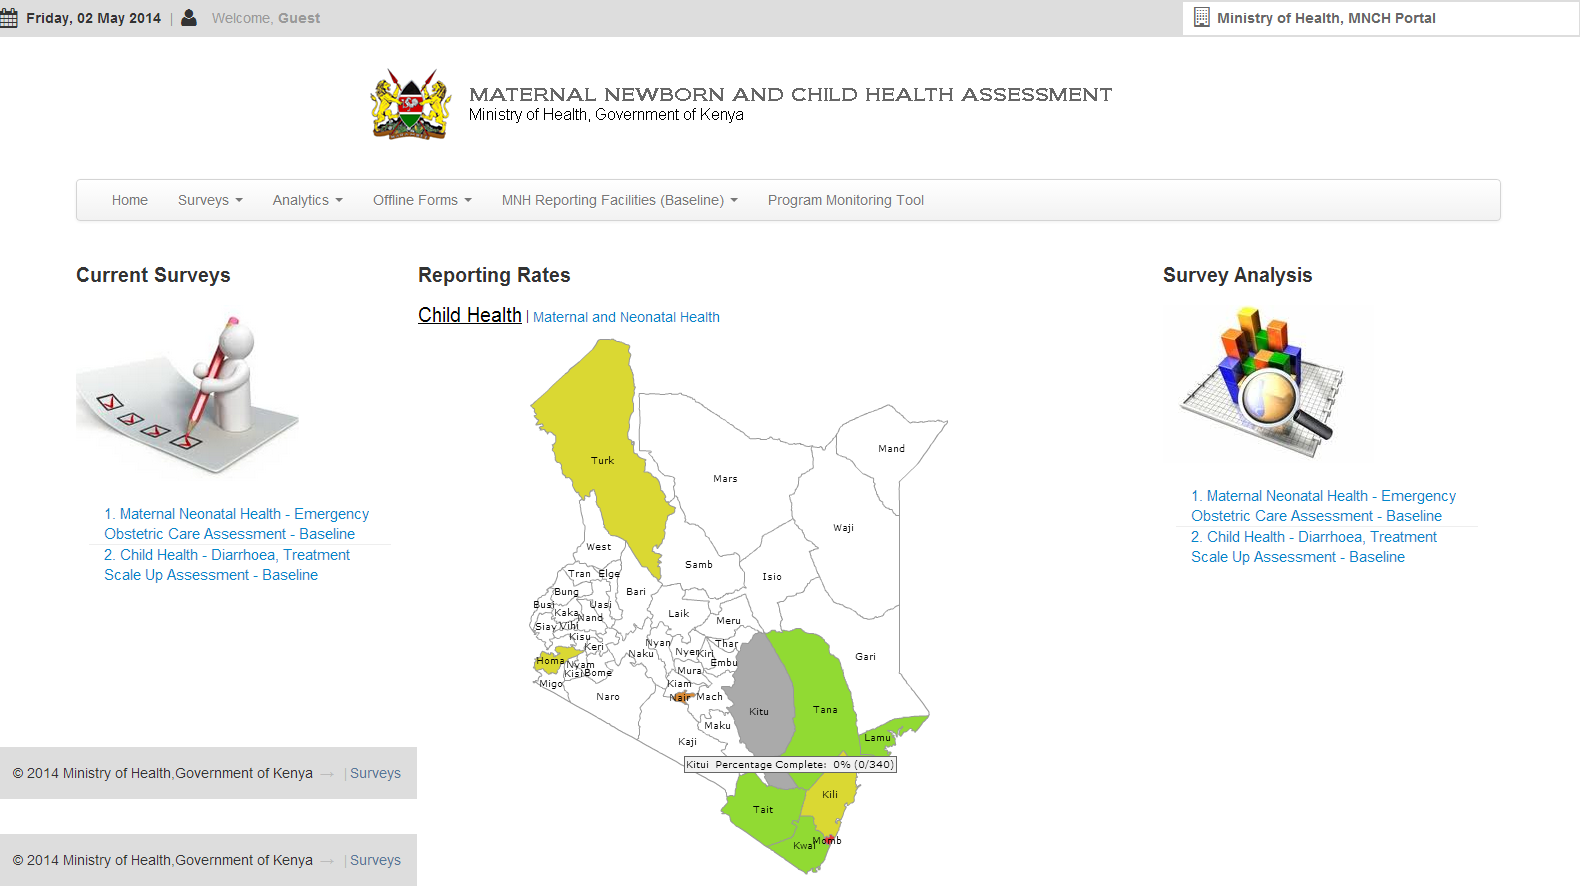 Friday, 02 May 2014 | Welcome, Guest
Ministry of Health, MNCH Portal
MATERNAL NEWBORN AND CHILD HEALTH ASSESSMENT
Ministry of Health, Government of Kenya
Home Surveys Analytics Offline Forms MNH Reporting Facilities (Baseline) Program Monitoring Tool
Current Surveys
1. Maternal Neonatal Health - Emergency
Obstetric Care Assessment - Baseline
2. Child Health - Diarrhoea, Treatment
Scale Up Assessment - Baseline
Reporting Rates
Child Health | Maternal and Neonatal Health
Mand
Turk
Mars
Waji
West
Samb
Tran Elge
Isio
Bung
Bari
Busi
Uasi
Kaka
Nand
Laik
Siay
Vihi
Meru
Kisu
Keri
Nyan
Thar
Naku
Nyer
Kiri
Gari
Homa
Nyam
Embu
Kisi
Bome
Mura
Migo
Kiam
Naro
Nair
Mach
Kitu
Tana
Maku
Kaji
Lamu
Kitui Percentage Complete: 0% (0/340)
Kili
Tait
Kwal
Momb
Survey Analysis
1. Maternal Neonatal Health - Emergency
Obstetric Care Assessment - Baseline
2. Child Health - Diarrhoea, Treatment
Scale Up Assessment - Baseline
© 2014 Ministry of Health,Government of Kenya → | Surveys
© 2014 Ministry of Health,Government of Kenya → | Surveys